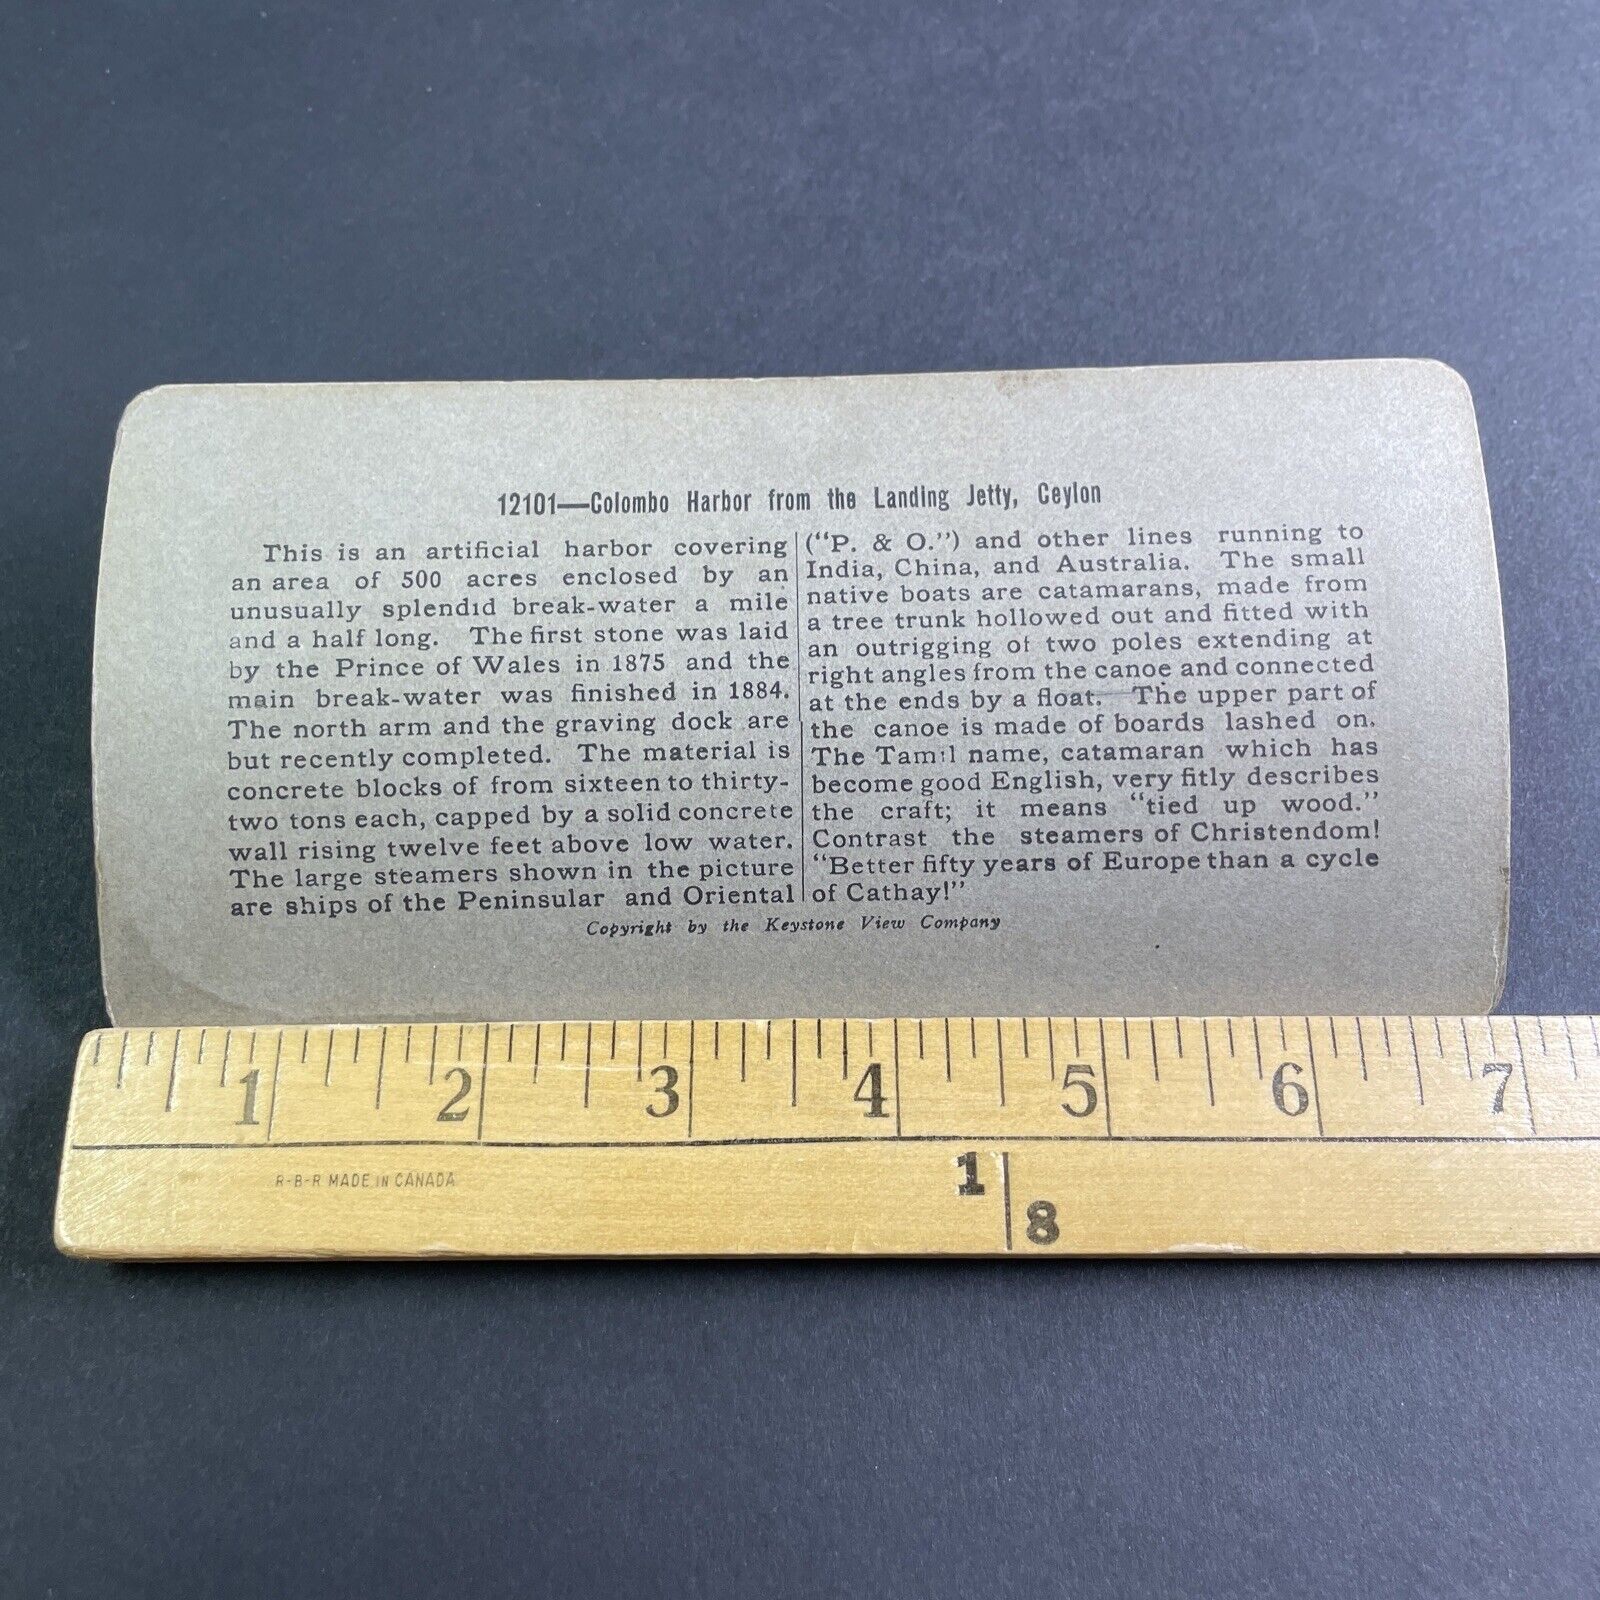 12101—Colombo Harbor from the Landing Jetty, Ceylon
This is an artificial harbor covering
an area of 500 acres enclosed by an
unusually splendid break-water a mile
and a half long. The first stone was laid
by the Prince of Wales in 1875 and the
main break-water was finished in 1884.
The north arm and the graving dock are
but recently completed. The material is
concrete blocks of from sixteen to thirty-
two tons each, capped by a solid concrete
wall rising twelve feet above low water.
The large steamers shown in the picture
are ships of the Peninsular and Oriental
("P. & O.") and other lines running to
India, China, and Australia. The small
native boats are catamarans, made from
a tree trunk hollowed out and fitted with
an outrigging of two poles extending at
right angles from the canoe and connected
at the ends by a float. The upper part of
the canoe is made of boards lashed on.
The Tamil name, catamaran which has
become good English, very fitly describes
the craft; it means "tied up wood."
Contrast the steamers of Christendom!
"Better fifty years of Europe than a cycle
of Cathay!"
Copyright by the Keystone View Company
1 2 3 4 5 6 7
R-B-R MADE IN CANADA
1
8